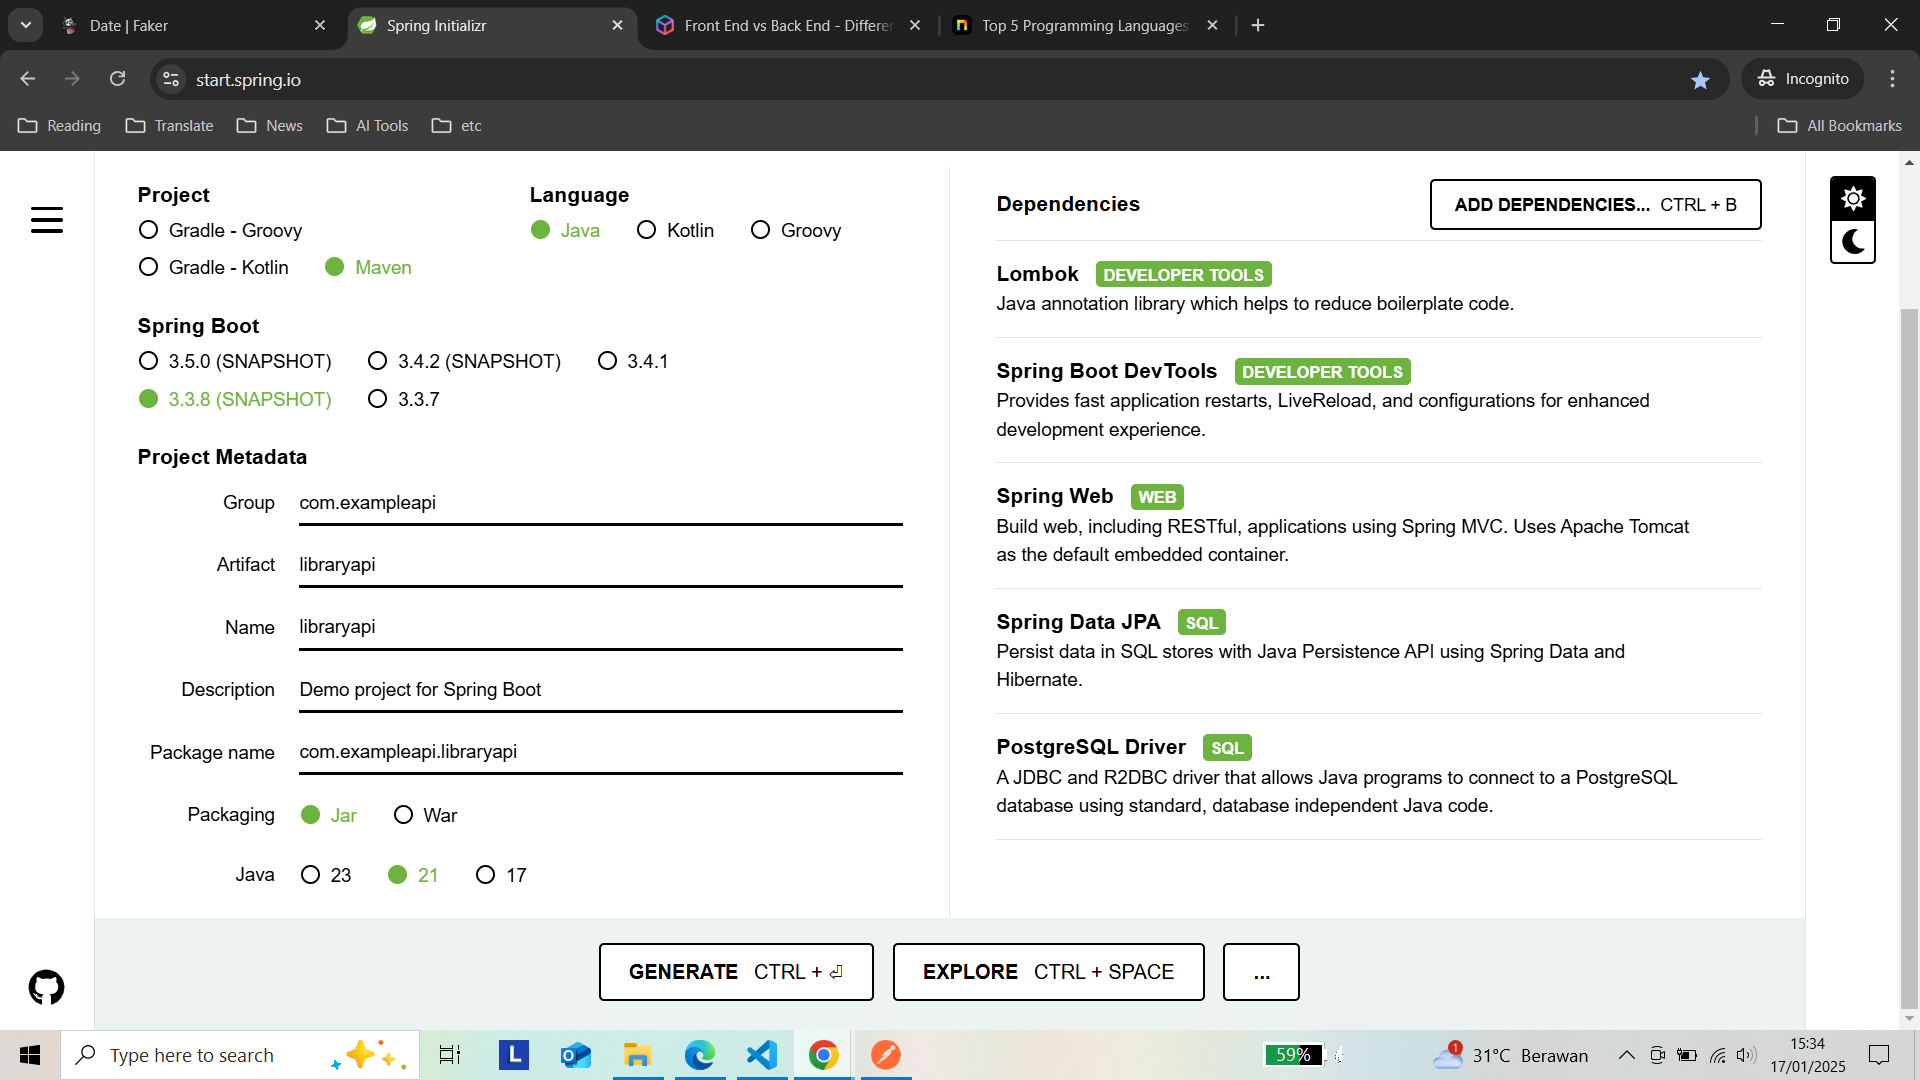 Date | Faker
Spring Initializr
Front End vs Back End - Differen
Top 5 Programming Languages
start.spring.io
Incognito
Reading
Translate
News
AI Tools
etc
All Bookmarks
Project
Language
Gradle - Groovy
Java
Kotlin
Groovy
Gradle - Kotlin
Maven
Spring Boot
3.5.0 (SNAPSHOT)
3.4.2 (SNAPSHOT)
3.4.1
3.3.8 (SNAPSHOT)
3.3.7
Project Metadata
Group com.exampleapi
Artifact libraryapi
Name libraryapi
Description Demo project for Spring Boot
Package name com.exampleapi.libraryapi
Packaging Jar War
Java 23 21 17
Dependencies
ADD DEPENDENCIES... CTRL + B
Lombok DEVELOPER TOOLS
Java annotation library which helps to reduce boilerplate code.
Spring Boot DevTools DEVELOPER TOOLS
Provides fast application restarts, LiveReload, and configurations for enhanced
development experience.
Spring Web WEB
Build web, including RESTful, applications using Spring MVC. Uses Apache Tomcat
as the default embedded container.
Spring Data JPA SQL
Persist data in SQL stores with Java Persistence API using Spring Data and
Hibernate.
PostgreSQL Driver SQL
A JDBC and R2DBC driver that allows Java programs to connect to a PostgreSQL
database using standard, database independent Java code.
GENERATE CTRL + ⏎
EXPLORE CTRL + SPACE
...
Type here to search
L
59%
1
31°C Berawan
15:34
17/01/2025